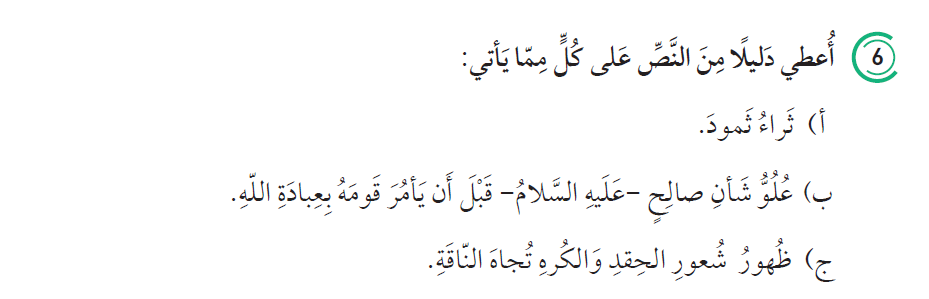 6 أُعطي دَليلًا مِنَ النَّصِّ عَلى كُلٍّ مِمّا يَأتي:
أ) ثَراءُ ثَمودَ.
ب) عُلُوُّ شَأنِ صالِحٍ -عَلَيهِ السَّلامُ- قَبْلَ أَن يَأمُرَ قَومَهُ بِعِبادَةِ اللّهِ.
ج) ظُهورُ شُعورِ الحِقدِ وَالكُرهِ تُجاهَ النّاقَةِ.